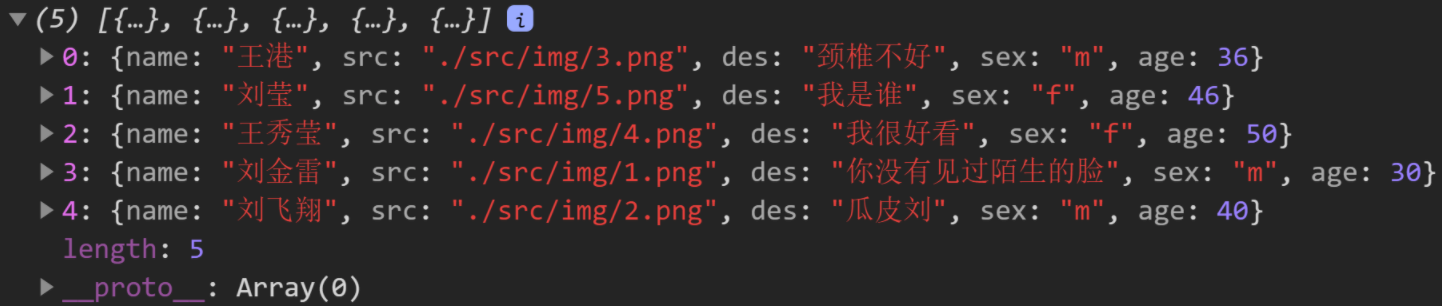 (5) [{…}, {…}, {…}, {…}, {…}] i
0: {name: "王港", src: "./src/img/3.png", des: "颈椎不好", sex: "m", age: 36}
1: {name: "刘莹", src: "./src/img/5.png", des: "我是谁", sex: "f", age: 46}
2: {name: "王秀莹", src: "./src/img/4.png", des: "我很好看", sex: "f", age: 50}
3: {name: "刘金雷", src: "./src/img/1.png", des: "你没有见过陌生的脸", sex: "m", age: 30}
4: {name: "刘飞翔", src: "./src/img/2.png", des: "瓜皮刘", sex: "m", age: 40}
length: 5
__proto__: Array(0)